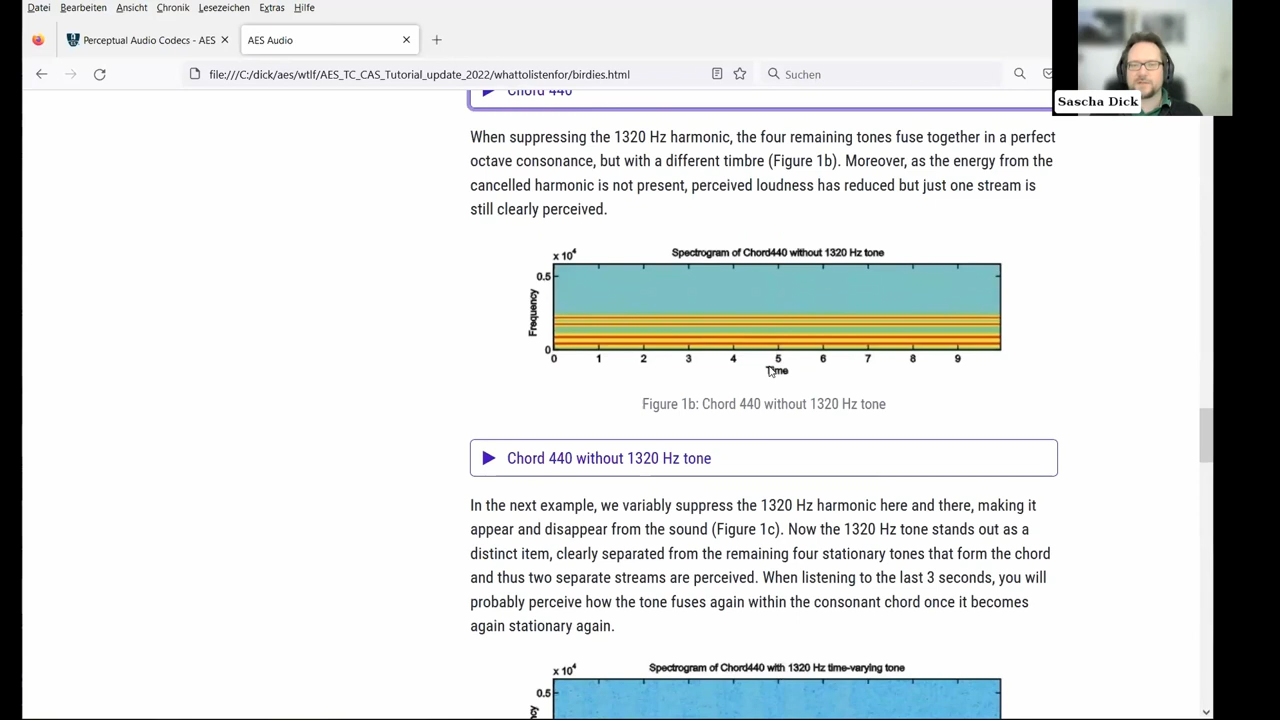 Datei Bearbeiten Ansicht Chronik Lesezeichen Extras Hilfe
Perceptual Audio Codecs - AES
AES Audio
file:///C:/dick/aes/wtlf/AES_TC_CAS_Tutorial_update_2022/whattolistenfor/birdies.html
Suchen
Sascha Dick
Chord 440
When suppressing the 1320 Hz harmonic, the four remaining tones fuse together in a perfect
octave consonance, but with a different timbre (Figure 1b). Moreover, as the energy from the
cancelled harmonic is not present, perceived loudness has reduced but just one stream is
still clearly perceived.
Spectrogram of Chord440 without 1320 Hz tone
x 10^4
0.5
Frequency
0
0 1 2 3 4 5 6 7 8 9
Time
Figure 1b: Chord 440 without 1320 Hz tone
Chord 440 without 1320 Hz tone
In the next example, we variably suppress the 1320 Hz harmonic here and there, making it
appear and disappear from the sound (Figure 1c). Now the 1320 Hz tone stands out as a
distinct item, clearly separated from the remaining four stationary tones that form the chord
and thus two separate streams are perceived. When listening to the last 3 seconds, you will
probably perceive how the tone fuses again within the consonant chord once it becomes
again stationary again.
Spectrogram of Chord440 with 1320 Hz time-varying tone
x 10^4
0.5